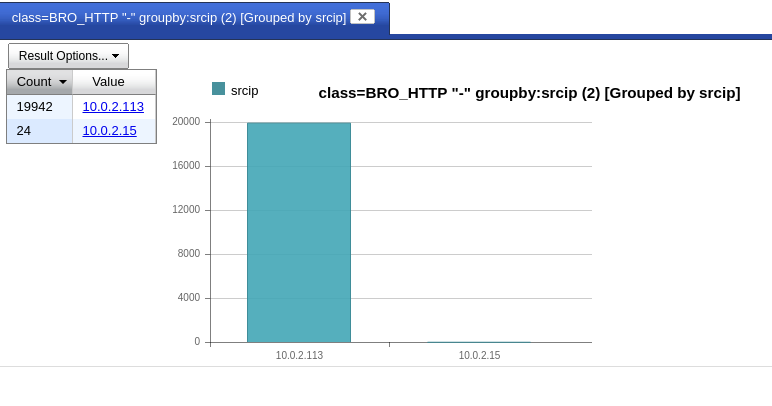 class=BRO_HTTP "-" groupby:srcip (2) [Grouped by srcip]
Result Options...
Count Value
19942 10.0.2.113
24 10.0.2.15
srcip
class=BRO_HTTP "-" groupby:srcip (2) [Grouped by srcip]
20000
16000
12000
8000
4000
0
10.0.2.113 10.0.2.15